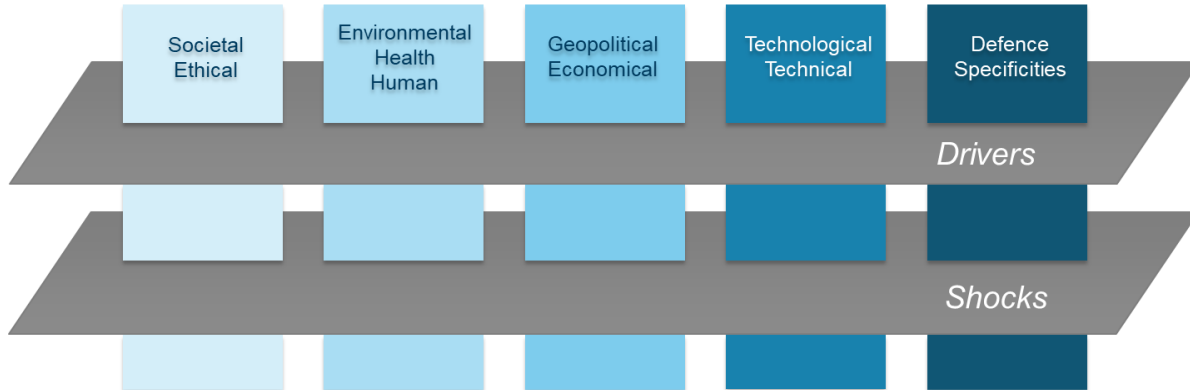 Societal
Ethical
Environmental
Health
Human
Geopolitical
Economical
Technological
Technical
Defence
Specificities
Drivers
Shocks